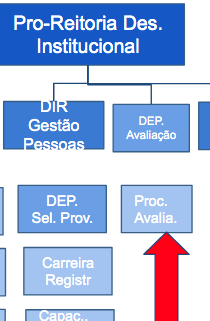 Pro-Reitoria Des.
Institucional
DIR
Gestão
Pessoas
DEP.
Avaliação
DEP.
Sel. Prov.
Proc.
Avalia.
Carreira
Registr
Capac..